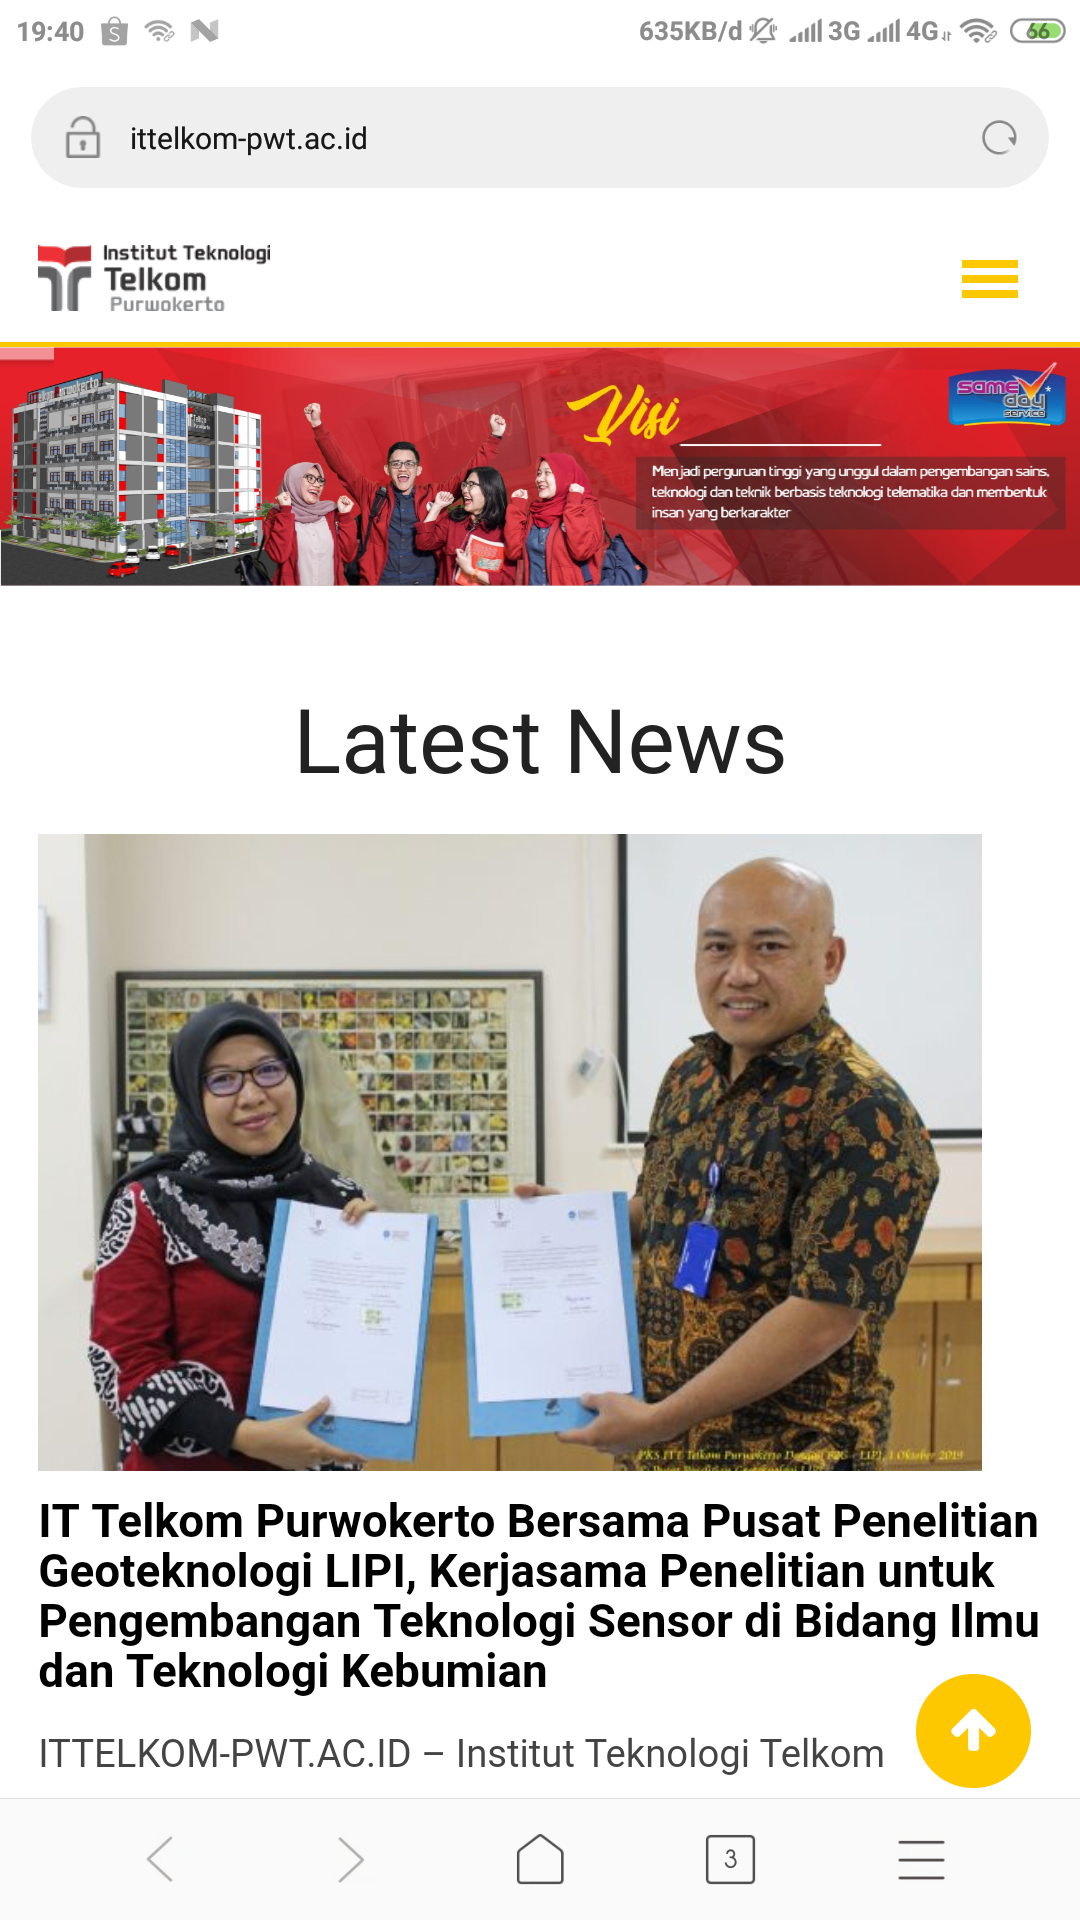 19:40
635KB/d
3G
4G
66
ittelkom-pwt.ac.id
Institut Teknologi
Telkom
Purwokerto
Visi
same
day
service
Menjadi perguruan tinggi yang unggul dalam pengembangan sains,
teknologi dan teknik berbasis teknologi telematika dan membentuk
insan yang berkarakter
Latest News
PKS ITT Telkom Purwokerto Dengan P2G - LIPI, 1 Oktober 2019
IT Telkom Purwokerto Bersama Pusat Penelitian
Geoteknologi LIPI, Kerjasama Penelitian untuk
Pengembangan Teknologi Sensor di Bidang Ilmu
dan Teknologi Kebumian
ITTELKOM-PWT.AC.ID – Institut Teknologi Telkom
3